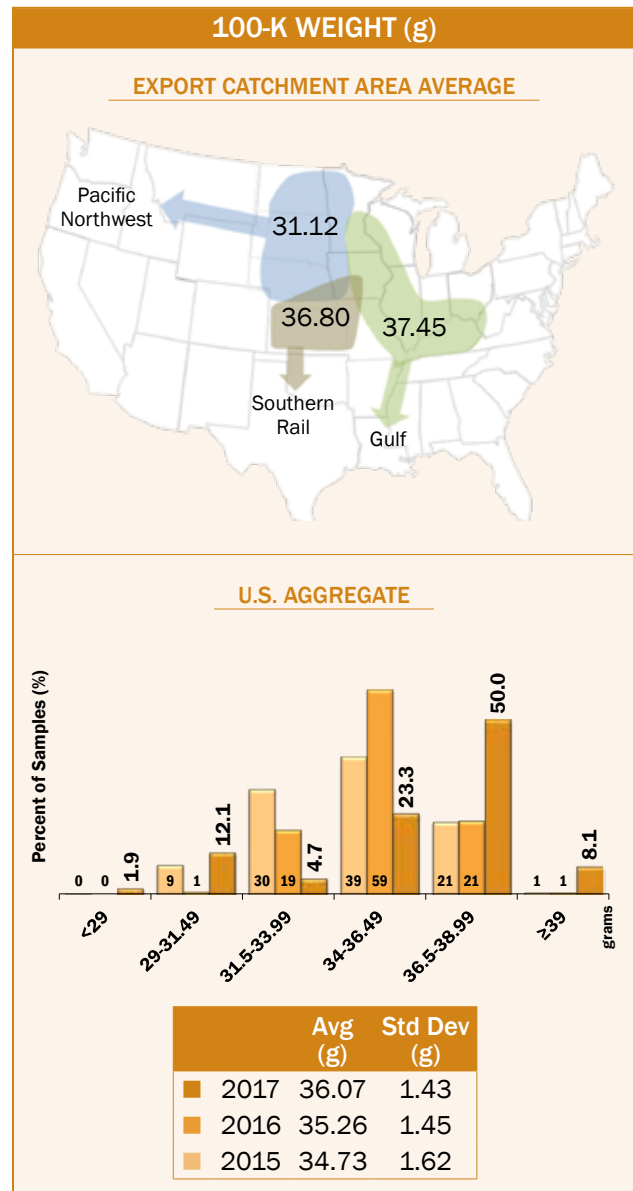 100-K WEIGHT (g)
EXPORT CATCHMENT AREA AVERAGE
Pacific
Northwest
31.12
36.80
37.45
Southern
Rail
Gulf
U.S. AGGREGATE
Percent of Samples (%)
0 0 1.9
9 1 12.1
30 19 4.7
39 59 23.3
21 21 50.0
1 1 8.1
<29 29-31.49 31.5-33.99 34-36.49 36.5-38.99 ≥39 grams
Avg Std Dev
(g) (g)
2017 36.07 1.43
2016 35.26 1.45
2015 34.73 1.62